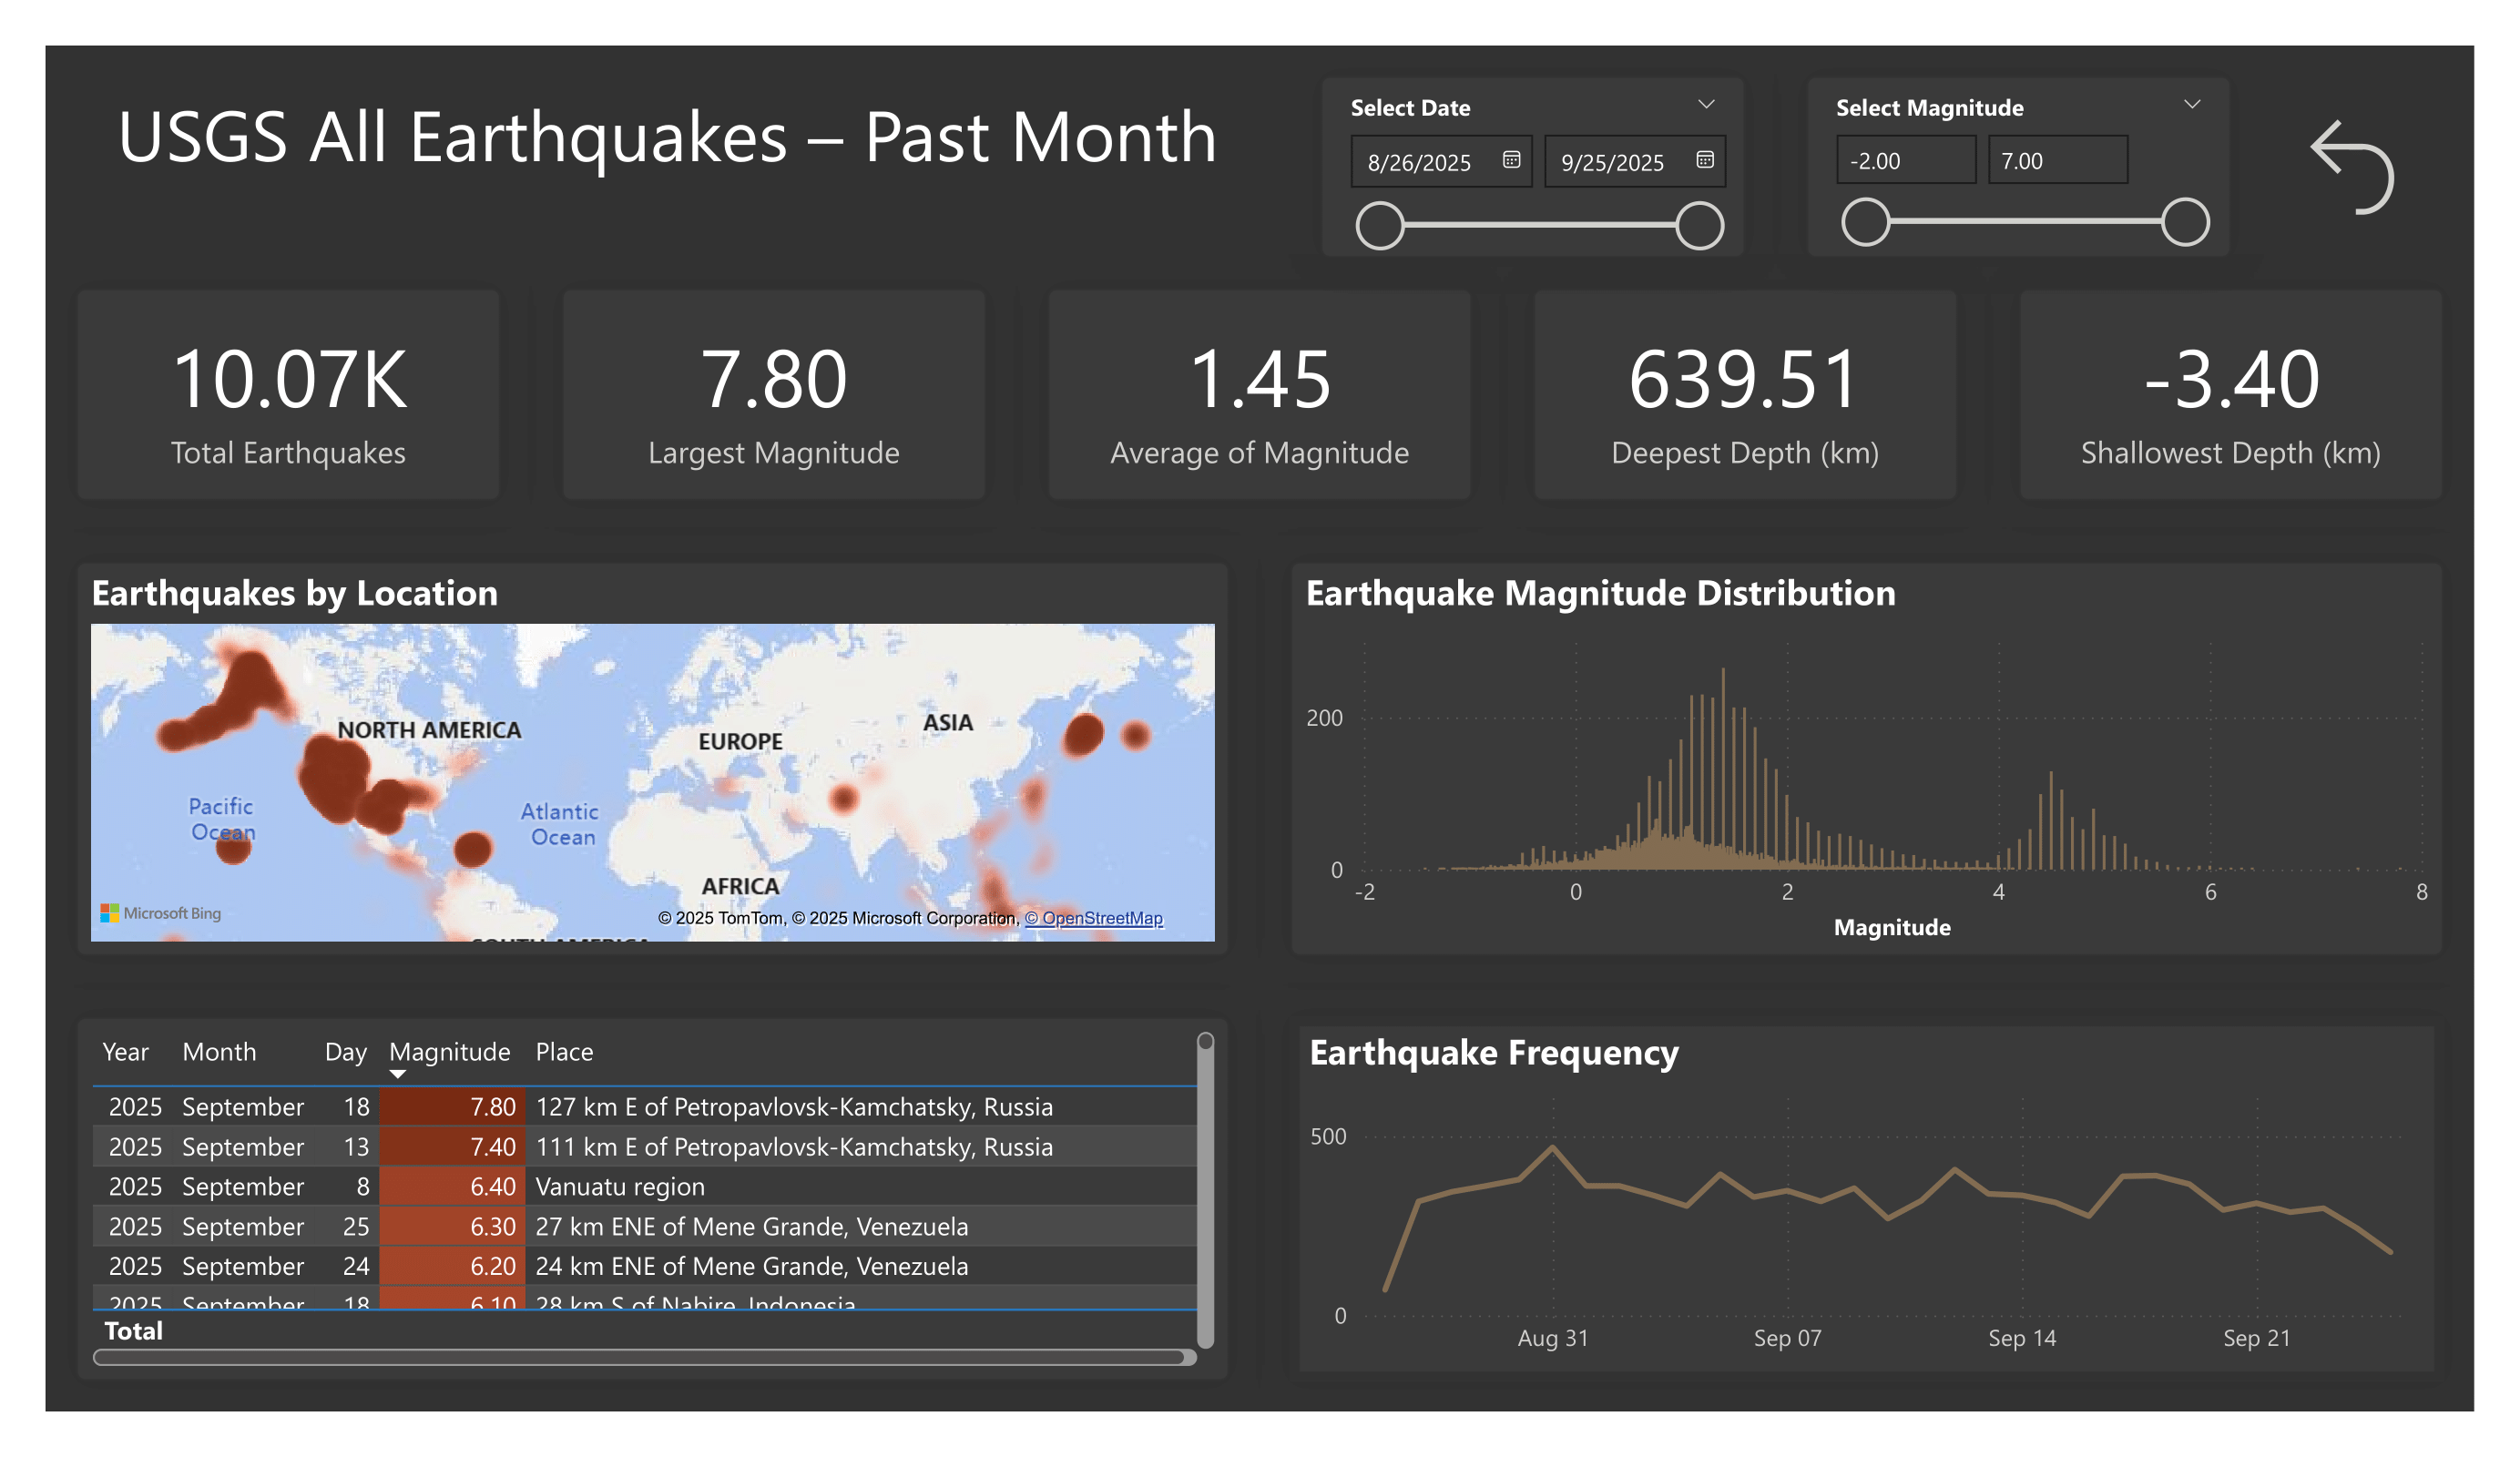 USGS All Earthquakes – Past Month
Select Date
8/26/2025
9/25/2025
Select Magnitude
-2.00
7.00
10.07K
Total Earthquakes
7.80
Largest Magnitude
1.45
Average of Magnitude
639.51
Deepest Depth (km)
-3.40
Shallowest Depth (km)
Earthquakes by Location
NORTH AMERICA
EUROPE
ASIA
Pacific
Ocean
Atlantic
Ocean
AFRICA
Microsoft Bing
© 2025 TomTom, © 2025 Microsoft Corporation, © OpenStreetMap
SOUTH AMERICA
Earthquake Magnitude Distribution
200
0
-2 0 2 4 6 8
Magnitude
Year Month Day Magnitude Place
2025 September 18 7.80 127 km E of Petropavlovsk-Kamchatsky, Russia
2025 September 13 7.40 111 km E of Petropavlovsk-Kamchatsky, Russia
2025 September 8 6.40 Vanuatu region
2025 September 25 6.30 27 km ENE of Mene Grande, Venezuela
2025 September 24 6.20 24 km ENE of Mene Grande, Venezuela
2025 September 18 6.10 28 km S of Nabire, Indonesia
Total
Earthquake Frequency
500
0
Aug 31 Sep 07 Sep 14 Sep 21